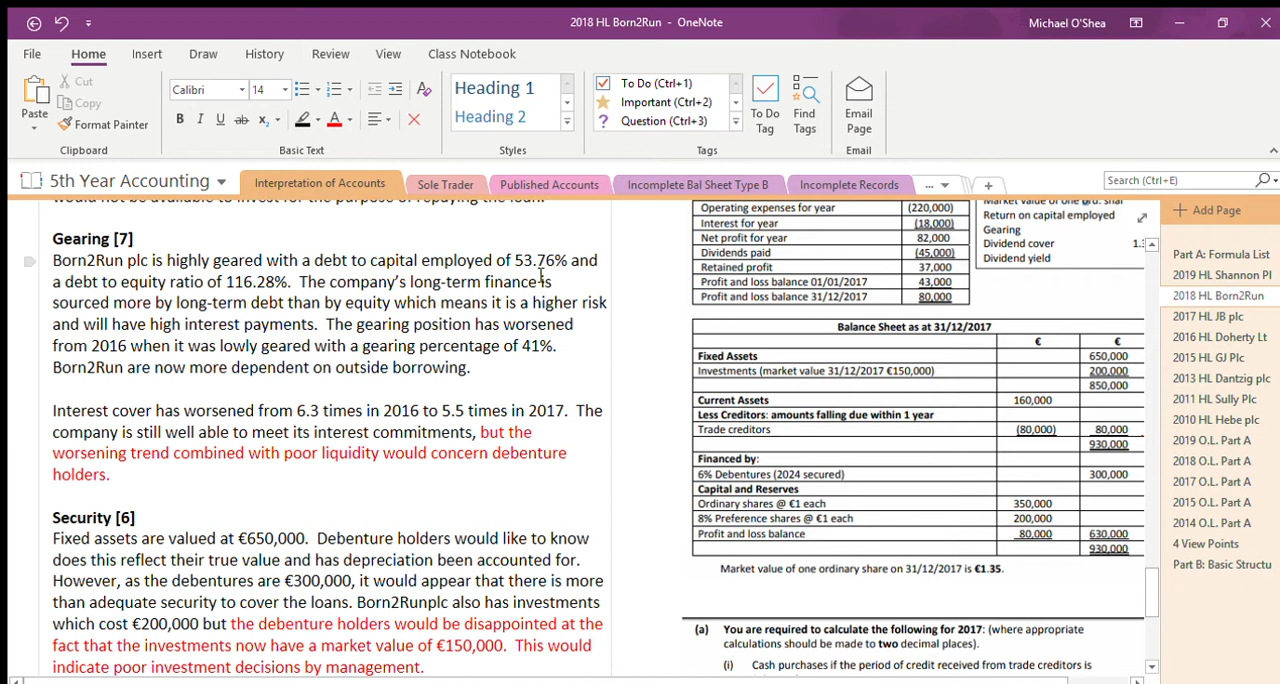 2018 HL Born2Run - OneNote
Michael O'Shea
File Home Insert Draw History Review View Class Notebook
Paste
Cut
Copy
Format Painter
Clipboard
Calibri 14
B I U ab x₂ A
Basic Text
Heading 1
Heading 2
Styles
To Do (Ctrl+1)
Important (Ctrl+2)
? Question (Ctrl+3)
Tags
To Do Tag
Find Tags
Email Page
Email
5th Year Accounting
Interpretation of Accounts
Sole Trader
Published Accounts
Incomplete Bal Sheet Type B
Incomplete Records
...
Search (Ctrl+E)
would not be available to invest for the purpose of repaying the loan.
Gearing [7]
Born2Run plc is highly geared with a debt to capital employed of 53.76% and
a debt to equity ratio of 116.28%. The company's long-term finance is
sourced more by long-term debt than by equity which means it is a higher risk
and will have high interest payments. The gearing position has worsened
from 2016 when it was lowly geared with a gearing percentage of 41%.
Born2Run are now more dependent on outside borrowing.
Interest cover has worsened from 6.3 times in 2016 to 5.5 times in 2017. The
company is still well able to meet its interest commitments, but the
worsening trend combined with poor liquidity would concern debenture
holders.
Security [6]
Fixed assets are valued at €650,000. Debenture holders would like to know
does this reflect their true value and has depreciation been accounted for.
However, as the debentures are €300,000, it would appear that there is more
than adequate security to cover the loans. Born2Runplc also has investments
which cost €200,000 but the debenture holders would be disappointed at the
fact that the investments now have a market value of €150,000. This would
indicate poor investment decisions by management.
Operating expenses for year (220,000)
Interest for year (18,000)
Net profit for year 82,000
Dividends paid (45,000)
Retained profit 37,000
Profit and loss balance 01/01/2017 43,000
Profit and loss balance 31/12/2017 80,000
Market value of one ord. shar
Return on capital employed
Gearing
Dividend cover 1.
Dividend yield
Balance Sheet as at 31/12/2017
€ €
Fixed Assets 650,000
Investments (market value 31/12/2017 €150,000) 200,000
850,000
Current Assets 160,000
Less Creditors: amounts falling due within 1 year
Trade creditors (80,000) 80,000
930,000
Financed by:
6% Debentures (2024 secured) 300,000
Capital and Reserves
Ordinary shares @ €1 each 350,000
8% Preference shares @ €1 each 200,000
Profit and loss balance 80,000 630,000
930,000
Market value of one ordinary share on 31/12/2017 is €1.35.
(a) You are required to calculate the following for 2017: (where appropriate
calculations should be made to two decimal places).
(i) Cash purchases if the period of credit received from trade creditors is
Add Page
Part A: Formula List
2019 HL Shannon Pl
2018 HL Born2Run
2017 HL JB plc
2016 HL Doherty Lt
2015 HL GJ Plc
2013 HL Dantzig plc
2011 HL Sully Plc
2010 HL Hebe plc
2019 O.L. Part A
2018 O.L. Part A
2017 O.L. Part A
2015 O.L. Part A
2014 O.L. Part A
4 View Points
Part B: Basic Structu